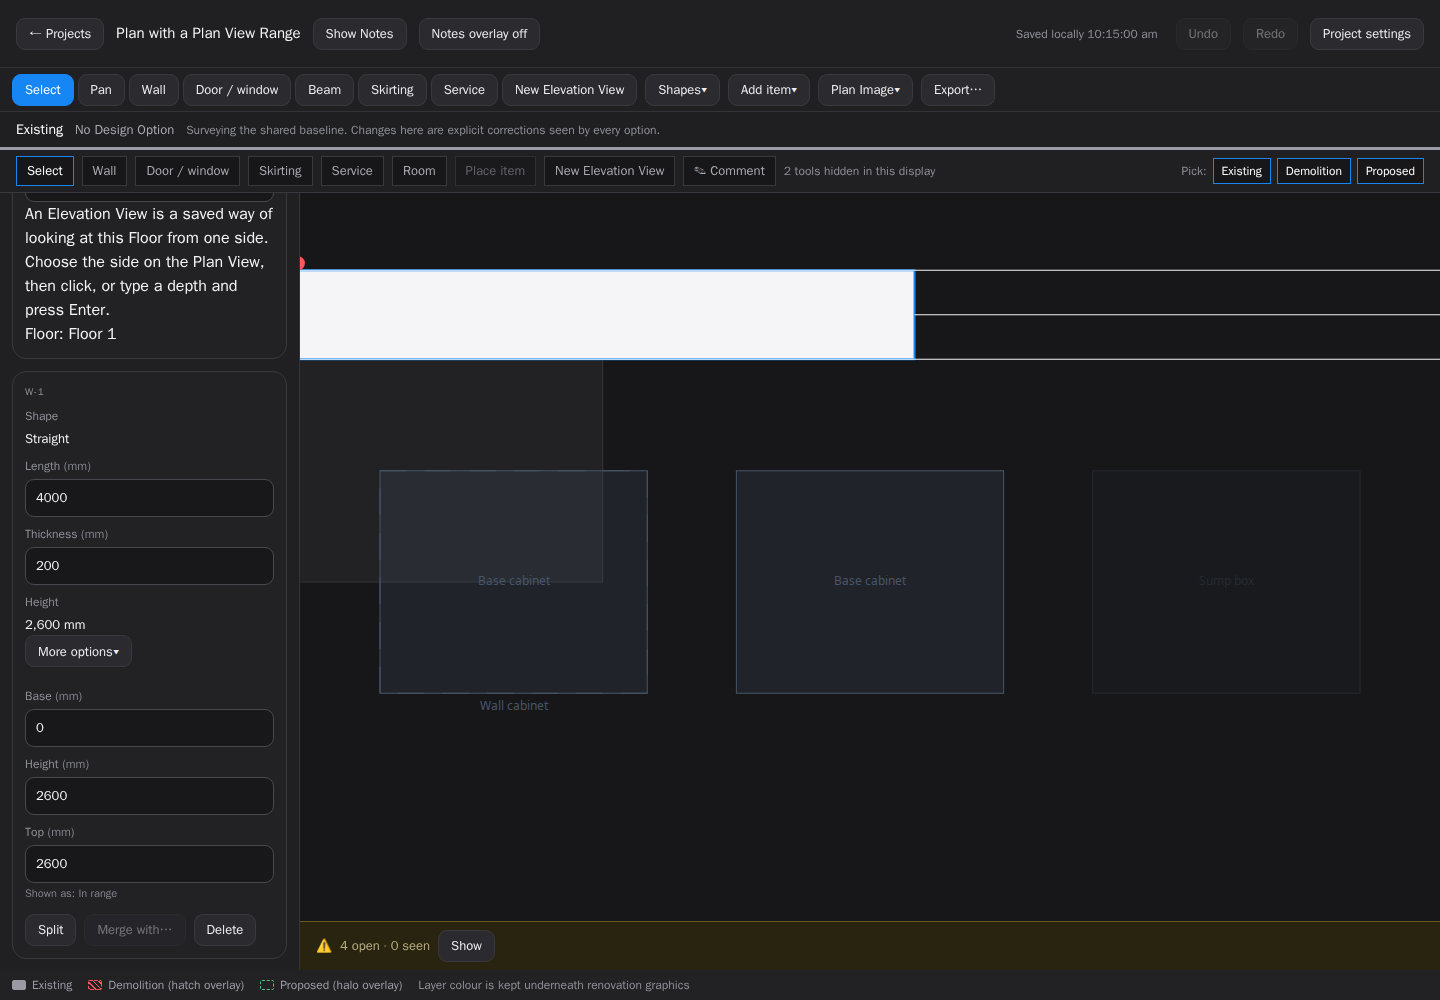 ← Projects
Plan with a Plan View Range
Show Notes
Notes overlay off
Saved locally 10:15:00 am
Undo
Redo
Project settings
Select
Pan
Wall
Door / window
Beam
Skirting
Service
New Elevation View
Shapes▾
Add item▾
Plan Image▾
Export···
Existing
No Design Option
Surveying the shared baseline. Changes here are explicit corrections seen by every option.
Select
Wall
Door / window
Skirting
Service
Room
Place item
New Elevation View
✎ Comment
2 tools hidden in this display
Pick:
Existing
Demolition
Proposed
An Elevation View is a saved way of
looking at this Floor from one side.
Choose the side on the Plan View,
then click, or type a depth and
press Enter.
Floor: Floor 1
W-1
Shape
Straight
Length (mm)
4000
Thickness (mm)
200
Height
2,600 mm
More options▾
Base (mm)
0
Height (mm)
2600
Top (mm)
2600
Shown as: In range
Split
Merge with···
Delete
Base cabinet
Base cabinet
Sump box
Wall cabinet
4 open · 0 seen
Show
Existing
Demolition (hatch overlay)
Proposed (halo overlay)
Layer colour is kept underneath renovation graphics